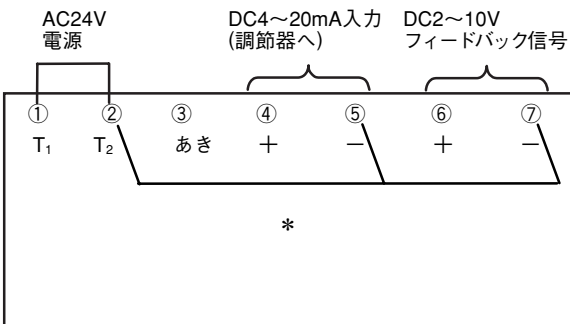 AC24V
電源
DC4〜20mA入力
(調節器へ)
DC2〜10V
フィードバック信号
① ② ③ ④ ⑤ ⑥ ⑦
T₁ T₂ あき + − + −
*